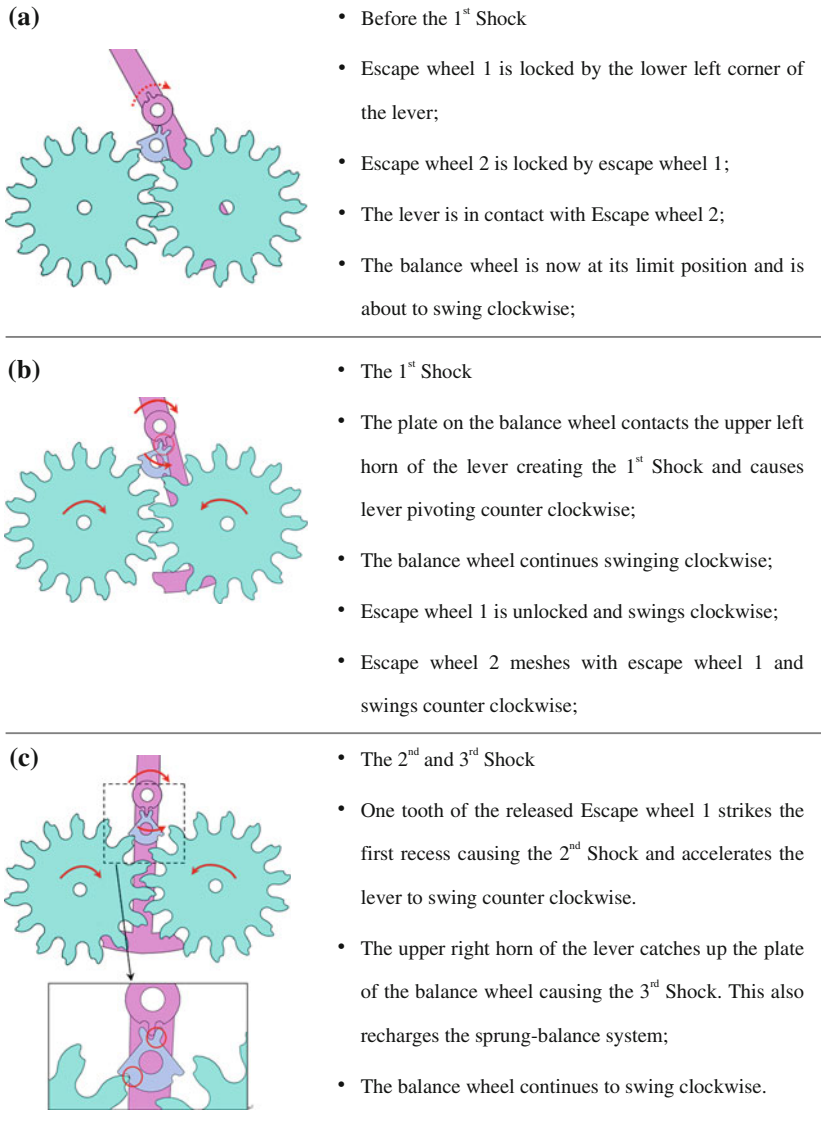 (a)
• Before the 1st Shock
• Escape wheel 1 is locked by the lower left corner of
the lever;
• Escape wheel 2 is locked by escape wheel 1;
• The lever is in contact with Escape wheel 2;
• The balance wheel is now at its limit position and is
about to swing clockwise;
(b)
• The 1st Shock
• The plate on the balance wheel contacts the upper left
horn of the lever creating the 1st Shock and causes
lever pivoting counter clockwise;
• The balance wheel continues swinging clockwise;
• Escape wheel 1 is unlocked and swings clockwise;
• Escape wheel 2 meshes with escape wheel 1 and
swings counter clockwise;
(c)
• The 2nd and 3rd Shock
• One tooth of the released Escape wheel 1 strikes the
first recess causing the 2nd Shock and accelerates the
lever to swing counter clockwise.
• The upper right horn of the lever catches up the plate
of the balance wheel causing the 3rd Shock. This also
recharges the sprung-balance system;
• The balance wheel continues to swing clockwise.